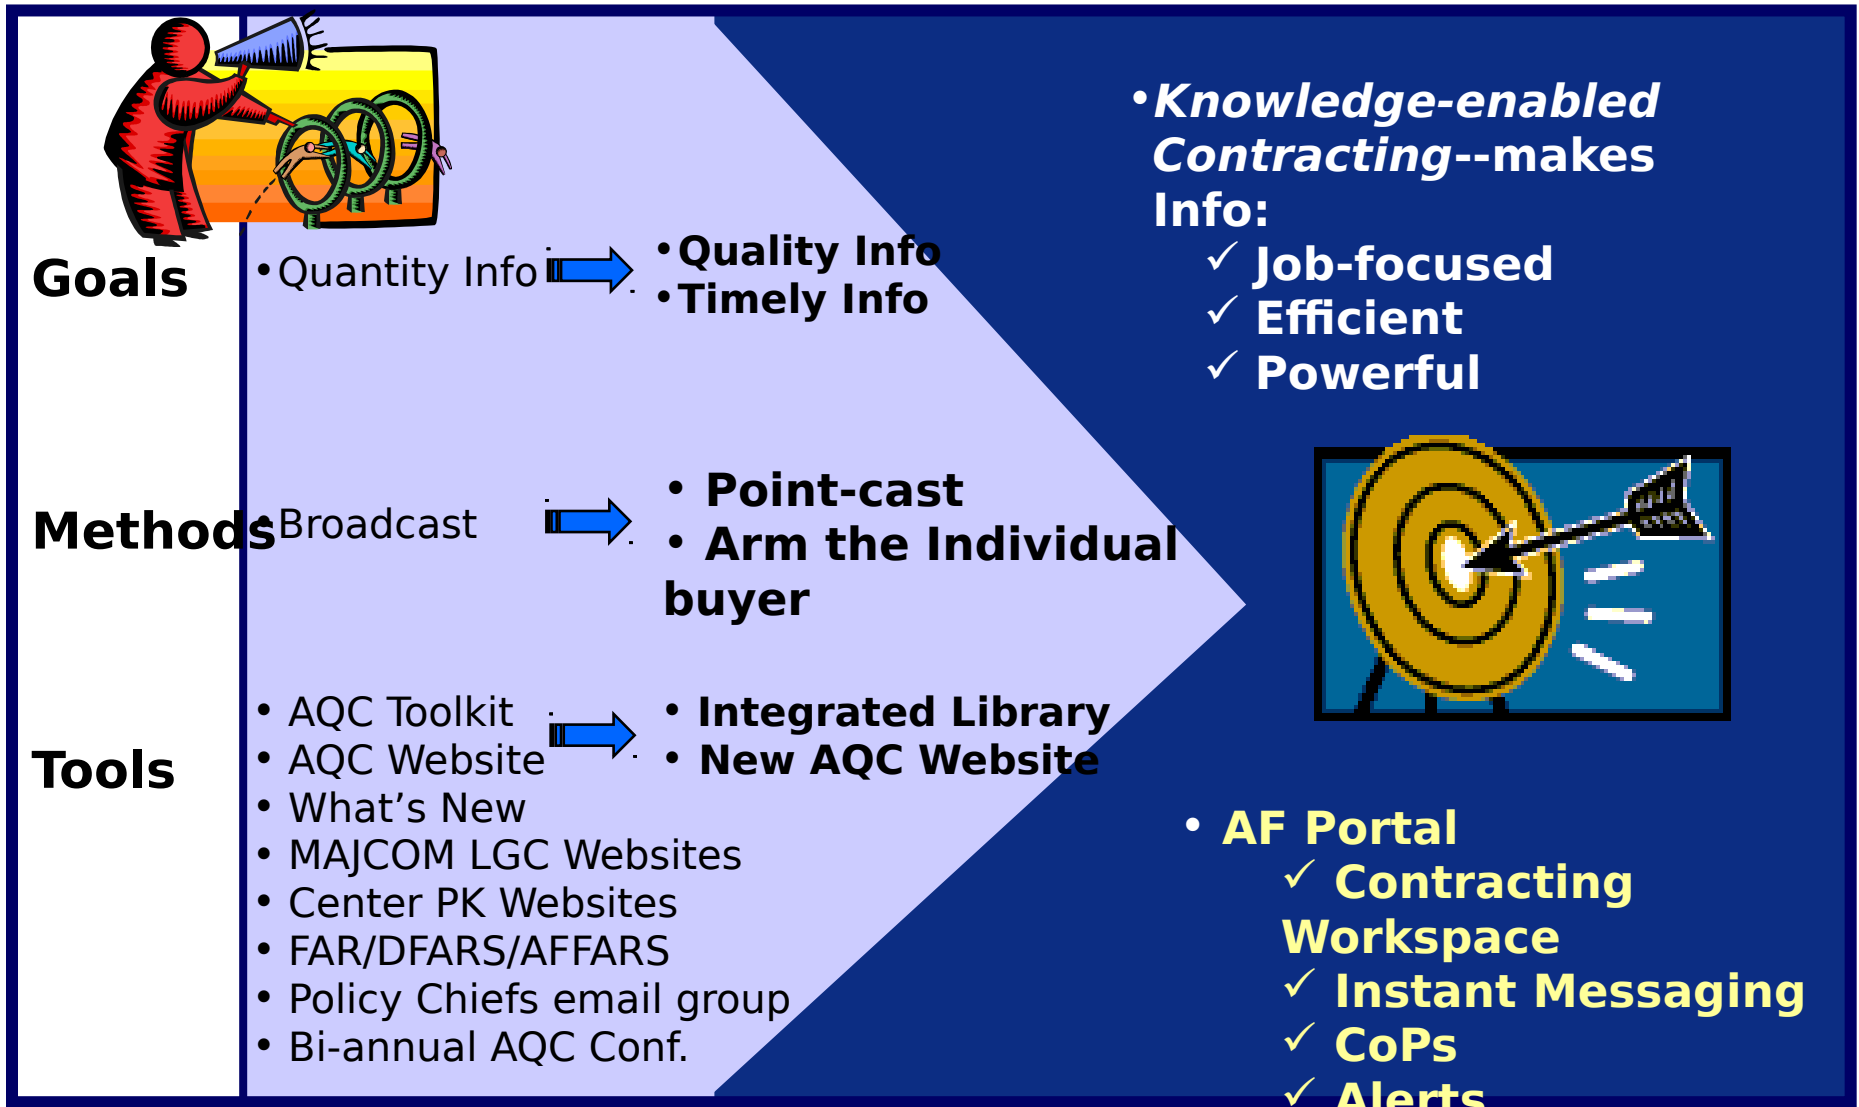 Goals
•Quantity Info
•Quality Info
•Timely Info
Methods
•Broadcast
• Point-cast
• Arm the Individual
buyer
Tools
• AQC Toolkit
• AQC Website
• What’s New
• MAJCOM LGC Websites
• Center PK Websites
• FAR/DFARS/AFFARS
• Policy Chiefs email group
• Bi-annual AQC Conf.
• Integrated Library
• New AQC Website
•Knowledge-enabled
Contracting--makes
Info:
✓ Job-focused
✓ Efficient
✓ Powerful
• AF Portal
✓ Contracting
Workspace
✓ Instant Messaging
✓ CoPs
✓ Alerts